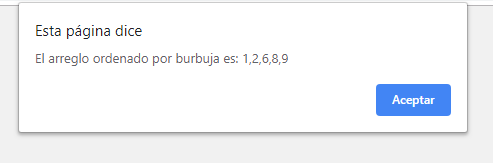 Esta página dice
El arreglo ordenado por burbuja es: 1,2,6,8,9
Aceptar